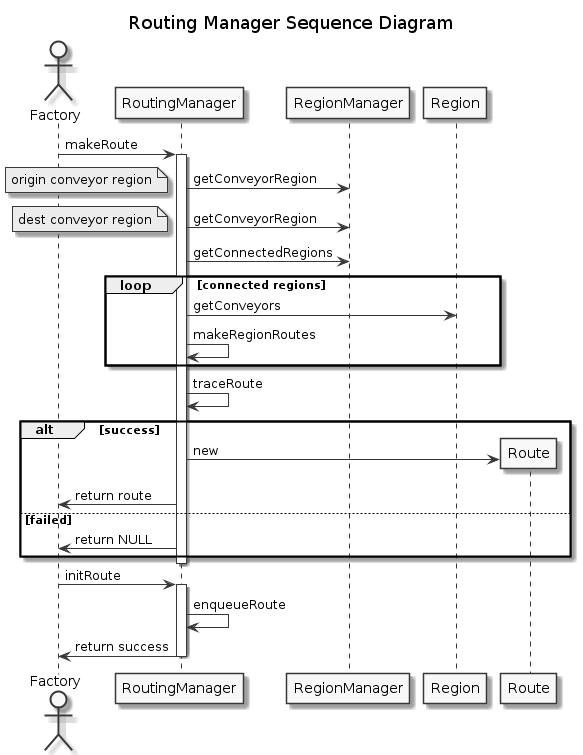 Routing Manager Sequence Diagram
Factory
RoutingManager
RegionManager
Region
makeRoute
origin conveyor region
getConveyorRegion
dest conveyor region
getConveyorRegion
getConnectedRegions
loop
[connected regions]
getConveyors
makeRegionRoutes
traceRoute
alt
[success]
new
Route
return route
[failed]
return NULL
initRoute
enqueueRoute
return success
Factory
RoutingManager
RegionManager
Region
Route